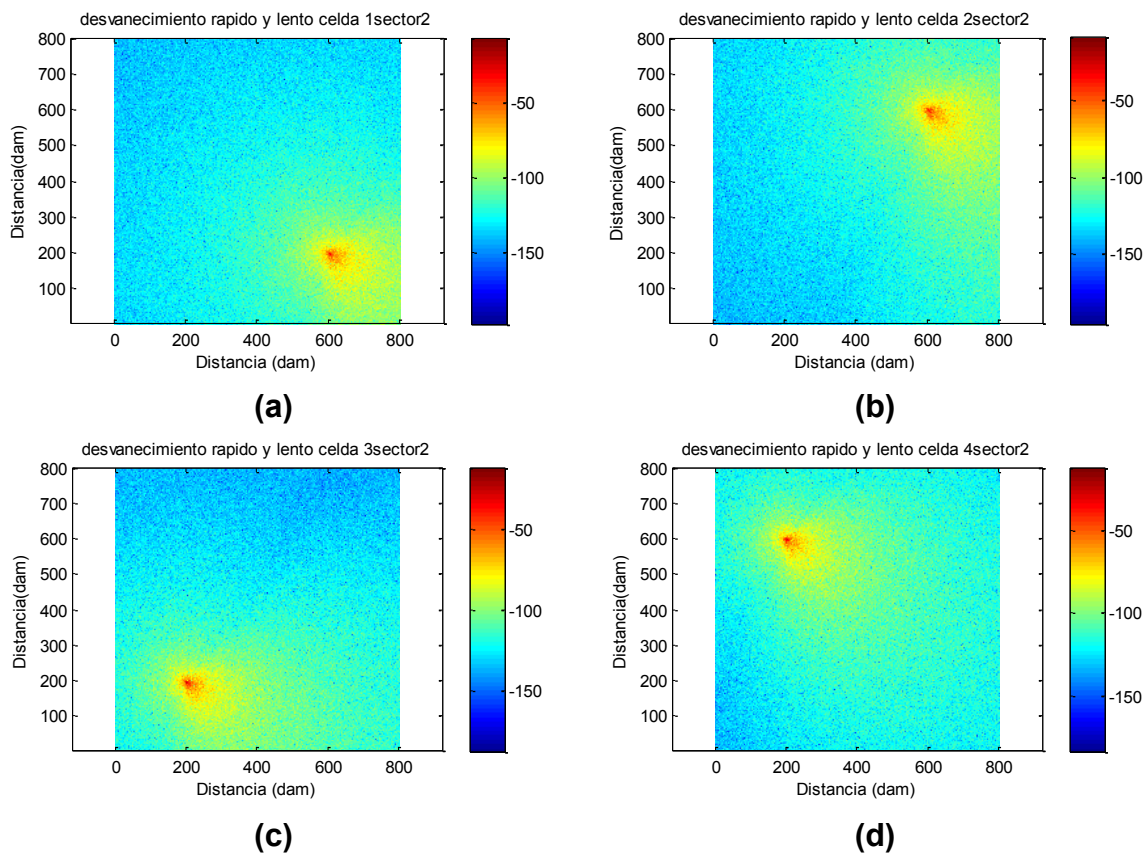 desvanecimiento rapido y lento celda 1sector2
800
700
600
500
400
300
200
100
Distancia(dam)
0 200 400 600 800
Distancia (dam)
-50
-100
-150
(a)
desvanecimiento rapido y lento celda 2sector2
800
700
600
500
400
300
200
100
Distancia(dam)
0 200 400 600 800
Distancia (dam)
-50
-100
-150
(b)
desvanecimiento rapido y lento celda 3sector2
800
700
600
500
400
300
200
100
Distancia(dam)
0 200 400 600 800
Distancia (dam)
-50
-100
-150
(c)
desvanecimiento rapido y lento celda 4sector2
800
700
600
500
400
300
200
100
Distancia(dam)
0 200 400 600 800
Distancia (dam)
-50
-100
-150
(d)